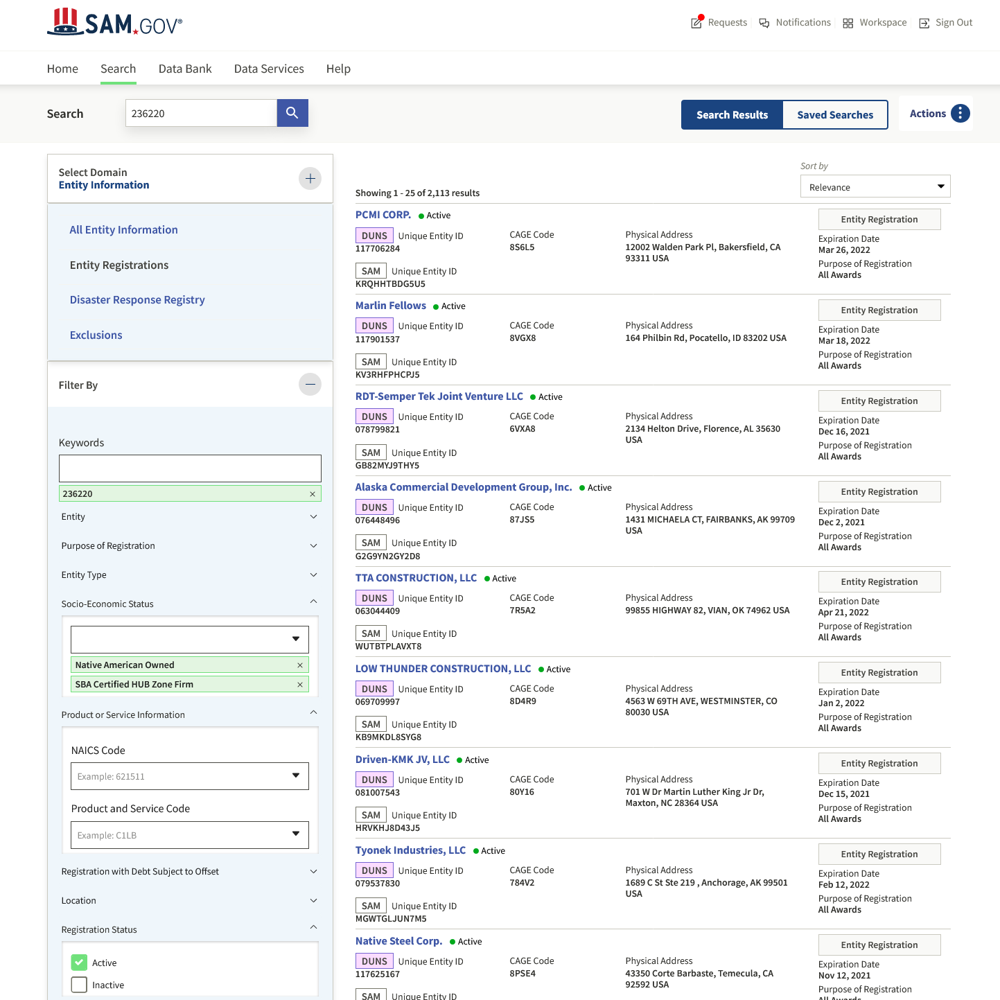 SAM.GOV®
Requests
Notifications
Workspace
Sign Out
Home
Search
Data Bank
Data Services
Help
Search
236220
Search Results
Saved Searches
Actions
Select Domain
Entity Information
All Entity Information
Entity Registrations
Disaster Response Registry
Exclusions
Filter By
Keywords
236220
Entity
Purpose of Registration
Entity Type
Socio-Economic Status
Native American Owned
SBA Certified HUB Zone Firm
Product or Service Information
NAICS Code
Example: 621511
Product and Service Code
Example: C1LB
Registration with Debt Subject to Offset
Location
Registration Status
Active
Inactive
Sort by
Relevance
Showing 1 - 25 of 2,113 results
PCMI CORP. Active
DUNS Unique Entity ID
117706284
SAM Unique Entity ID
KRQHHTBDG5U5
CAGE Code
8S6L5
Physical Address
12002 Walden Park Pl, Bakersfield, CA
93311 USA
Entity Registration
Expiration Date
Mar 26, 2022
Purpose of Registration
All Awards
Marlin Fellows Active
DUNS Unique Entity ID
117901537
SAM Unique Entity ID
KV3RHFPHCPJ5
CAGE Code
8VGX8
Physical Address
164 Philbin Rd, Pocatello, ID 83202 USA
Entity Registration
Expiration Date
Mar 18, 2022
Purpose of Registration
All Awards
RDT-Semper Tek Joint Venture LLC Active
DUNS Unique Entity ID
078799821
SAM Unique Entity ID
GB82MYJ9THY5
CAGE Code
6VXA8
Physical Address
2134 Helton Drive, Florence, AL 35630
USA
Entity Registration
Expiration Date
Dec 16, 2021
Purpose of Registration
All Awards
Alaska Commercial Development Group, Inc. Active
DUNS Unique Entity ID
076448496
SAM Unique Entity ID
G2G9YN2GY2D8
CAGE Code
87JS5
Physical Address
1431 MICHAELA CT, FAIRBANKS, AK 99709
USA
Entity Registration
Expiration Date
Dec 2, 2021
Purpose of Registration
All Awards
TTA CONSTRUCTION, LLC Active
DUNS Unique Entity ID
063044409
SAM Unique Entity ID
WUTBTPLAVXT8
CAGE Code
7R5A2
Physical Address
99855 HIGHWAY 82, VIAN, OK 74962 USA
Entity Registration
Expiration Date
Apr 21, 2022
Purpose of Registration
All Awards
LOW THUNDER CONSTRUCTION, LLC Active
DUNS Unique Entity ID
069709997
SAM Unique Entity ID
KB9MKDL8SYG8
CAGE Code
8D4R9
Physical Address
4563 W 69TH AVE, WESTMINSTER, CO
80030 USA
Entity Registration
Expiration Date
Jan 2, 2022
Purpose of Registration
All Awards
Driven-KMK JV, LLC Active
DUNS Unique Entity ID
081007543
SAM Unique Entity ID
HRVKHJ8D43J5
CAGE Code
80Y16
Physical Address
701 W Dr Martin Luther King Jr Dr,
Maxton, NC 28364 USA
Entity Registration
Expiration Date
Dec 15, 2021
Purpose of Registration
All Awards
Tyonek Industries, LLC Active
DUNS Unique Entity ID
079537830
SAM Unique Entity ID
MGWTGLJUN7M5
CAGE Code
784V2
Physical Address
1689 C St Ste 219 , Anchorage, AK 99501
USA
Entity Registration
Expiration Date
Feb 12, 2022
Purpose of Registration
All Awards
Native Steel Corp. Active
DUNS Unique Entity ID
117625167
SAM Unique Entity ID
CAGE Code
8PSE4
Physical Address
43350 Corte Barbaste, Temecula, CA
92592 USA
Entity Registration
Expiration Date
Nov 12, 2021
Purpose of Registration
All Awards